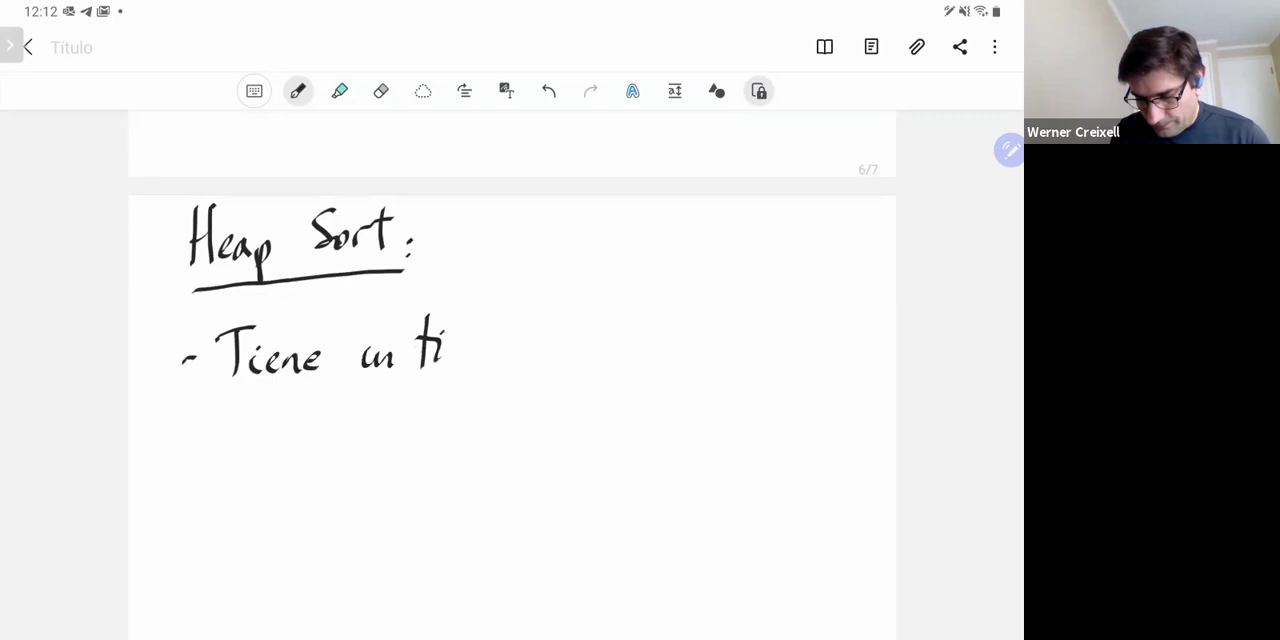 12:12
Título
6/7
Heap Sort:
- Tiene un ti
Werner Creixell